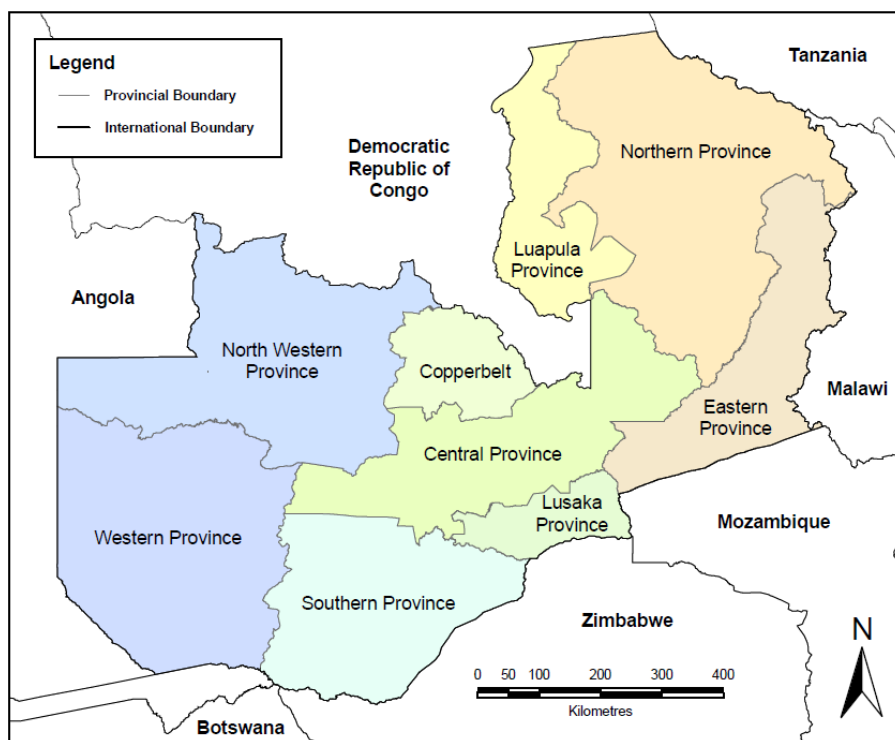 Legend
Provincial Boundary
International Boundary
Tanzania
Democratic
Republic of
Congo
Northern Province
Luapula
Province
Angola
North Western
Province
Copperbelt
Malawi
Eastern
Province
Central Province
Lusaka
Province
Mozambique
Western Province
Southern Province
Zimbabwe
N
0 50 100 200 300 400
Kilometres
Botswana